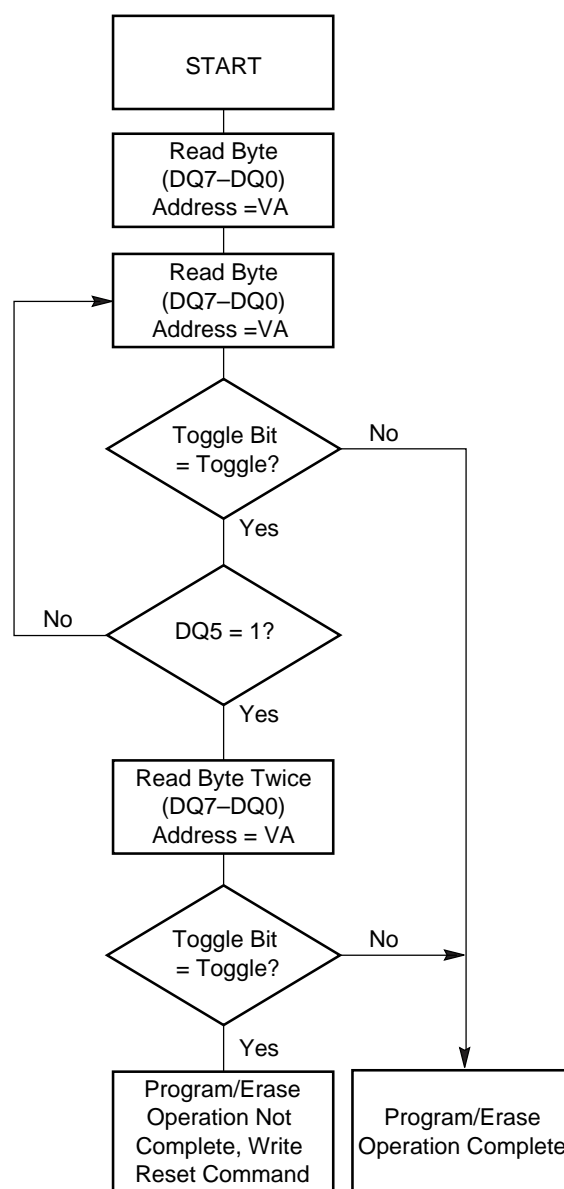 START
Read Byte
(DQ7–DQ0)
Address =VA
Read Byte
(DQ7–DQ0)
Address =VA
Toggle Bit
= Toggle?
No
Yes
No
DQ5 = 1?
Yes
Read Byte Twice
(DQ7–DQ0)
Address = VA
Toggle Bit
= Toggle?
No
Yes
Program/Erase
Operation Not
Complete, Write
Reset Command
Program/Erase
Operation Complete